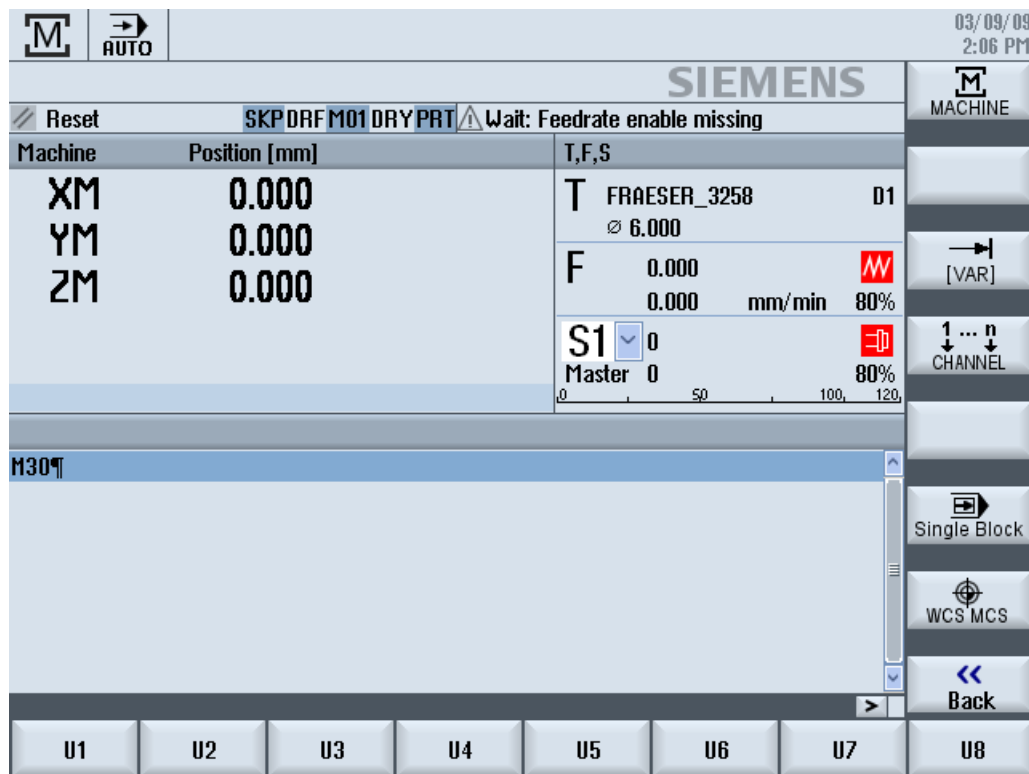 M AUTO 03/09/09
2:06 PM
SIEMENS
Reset SKP DRF M01 DRY PRT Wait: Feedrate enable missing
Machine Position [mm] T,F,S
XM 0.000
YM 0.000
ZM 0.000
T FRAESER_3258 D1
⌀ 6.000
F 0.000
0.000 mm/min 80%
S1 0
Master 0 80%
0 50 100 120
M30¶
M
MACHINE
[VAR]
1 ... n
CHANNEL
Single Block
WCS MCS
<<
Back
>
U1 U2 U3 U4 U5 U6 U7 U8